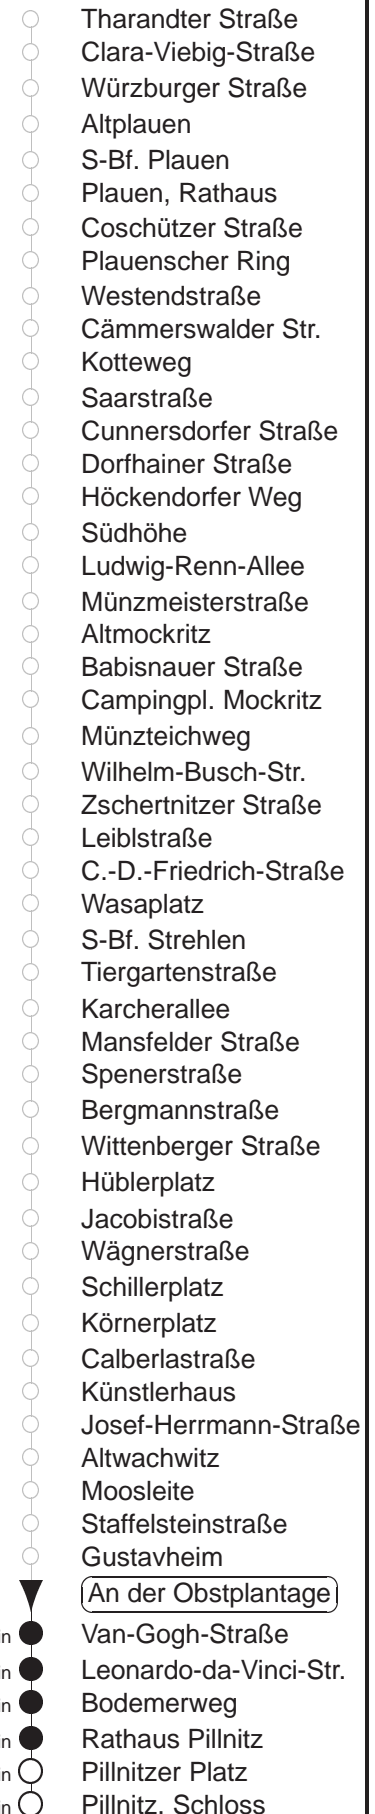 Tharandter Straße
Clara-Viebig-Straße
Würzburger Straße
Altplauen
S-Bf. Plauen
Plauen, Rathaus
Coschützer Straße
Plauenscher Ring
Westendstraße
Cämmerswalder Str.
Kotteweg
Saarstraße
Cunnersdorfer Straße
Dorfhainer Straße
Höckendorfer Weg
Südhöhe
Ludwig-Renn-Allee
Münzmeisterstraße
Altmockritz
Babisnauer Straße
Campingpl. Mockritz
Münzteichweg
Wilhelm-Busch-Str.
Zschertnitzer Straße
Leiblstraße
C.-D.-Friedrich-Straße
Wasaplatz
S-Bf. Strehlen
Tiergartenstraße
Karcherallee
Mansfelder Straße
Spenerstraße
Bergmannstraße
Wittenberger Straße
Hüblerplatz
Jacobistraße
Wägnerstraße
Schillerplatz
Körnerplatz
Calberlastraße
Künstlerhaus
Josef-Herrmann-Straße
Altwachwitz
Moosleite
Staffelsteinstraße
Gustavheim
An der Obstplantage
Van-Gogh-Straße
Leonardo-da-Vinci-Str.
Bodemerweg
Rathaus Pillnitz
Pillnitzer Platz
Pillnitz, Schloss